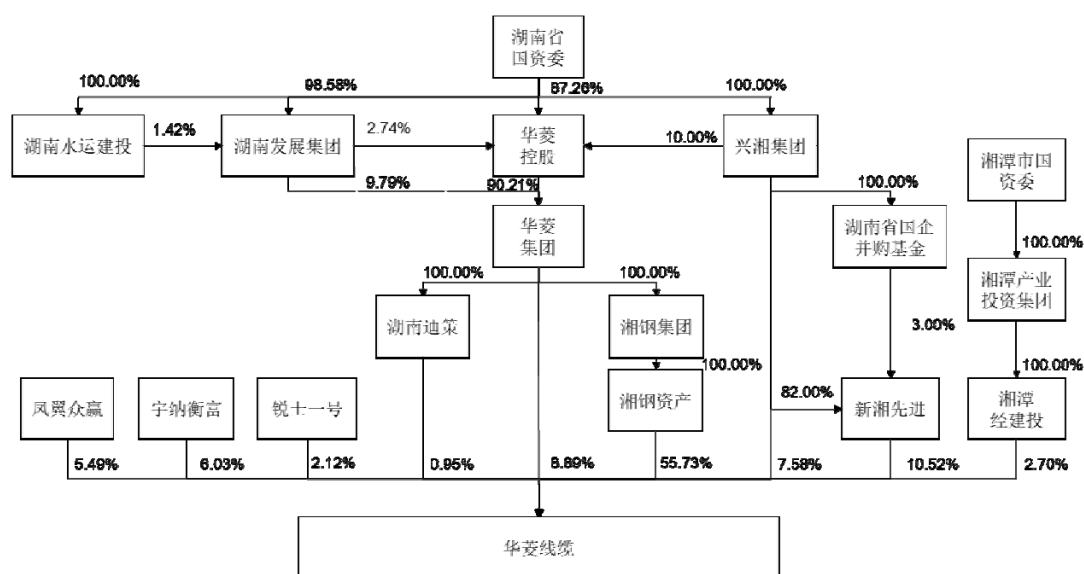 湖南省
国资委
100.00%
98.58%
87.26%
100.00%
湖南水运建投
1.42%
湖南发展集团
2.74%
华菱
控股
10.00%
兴湘集团
湘潭市国
资委
9.79%
90.21%
100.00%
华菱
集团
湖南省国企
并购基金
100.00%
100.00%
100.00%
湘潭产业
投资集团
湖南迪策
湘钢集团
3.00%
100.00%
100.00%
凤翼众赢
宇纳衡富
锐士一号
湘钢资产
82.00%
新湘先进
湘潭
经建投
5.49%
6.03%
2.12%
0.95%
8.89%
55.73%
7.58%
10.52%
2.70%
华菱线缆